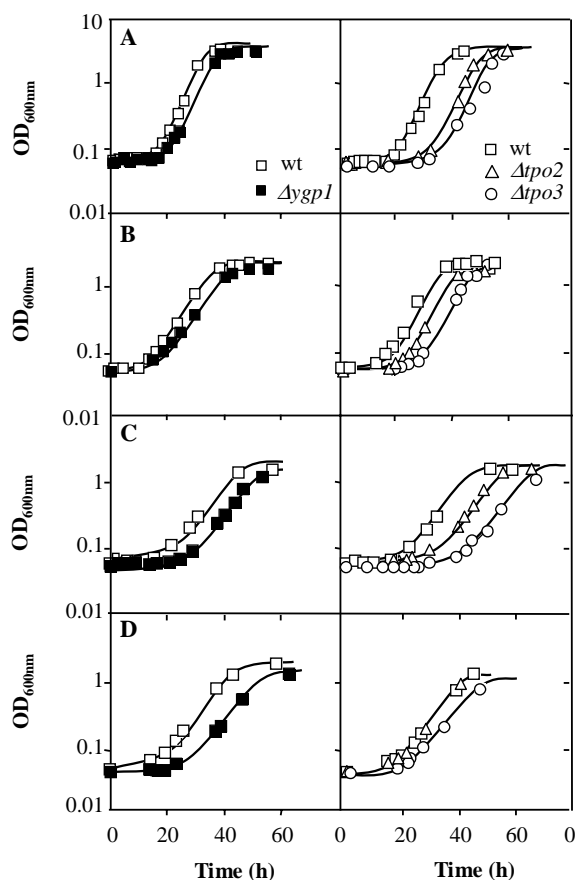 10
A
1
OD600nm
0.1
wt
Δygp1
wt
Δtpo2
Δtpo3
0.01
B
1
OD600nm
0.1
0.01
C
1
OD600nm
0.1
0.01
D
1
OD600nm
0.1
0.01
0 20 40 60 0 20 40 60 0
Time (h) Time (h)